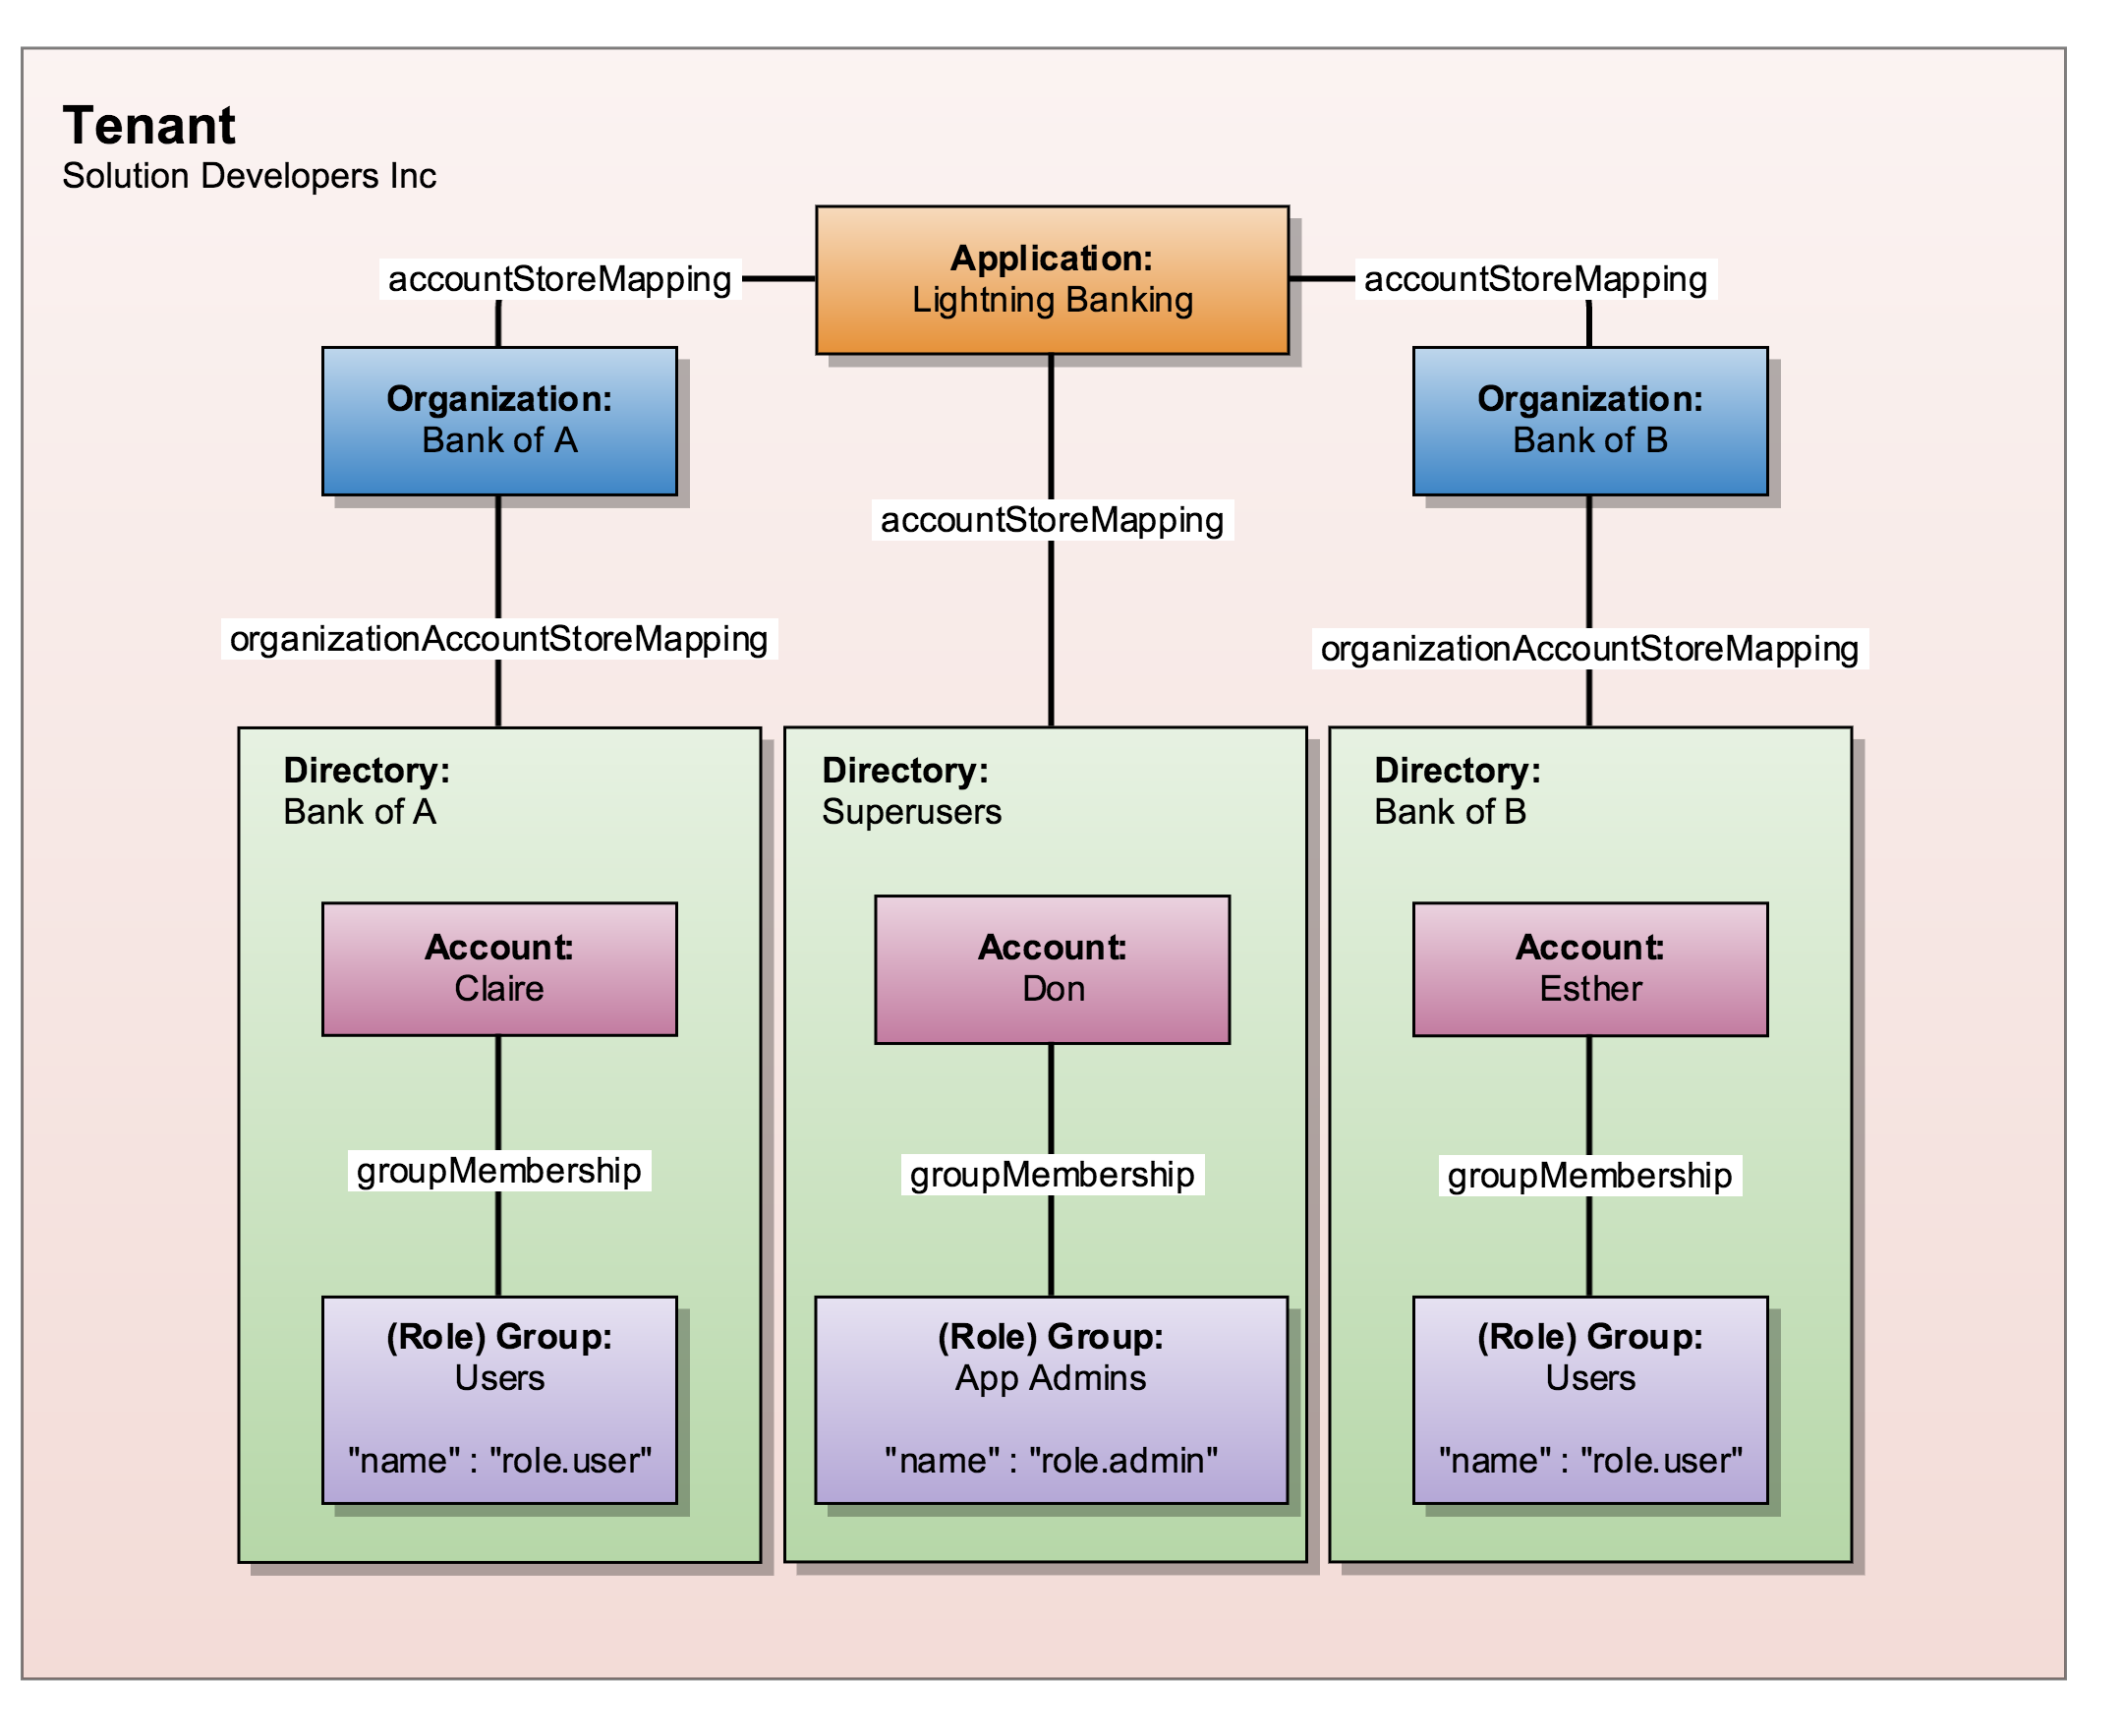 Tenant
Solution Developers Inc
Application:
Lightning Banking
accountStoreMapping
accountStoreMapping
Organization:
Bank of A
Organization:
Bank of B
accountStoreMapping
organizationAccountStoreMapping
organizationAccountStoreMapping
Directory:
Bank of A
Directory:
Superusers
Directory:
Bank of B
Account:
Claire
Account:
Don
Account:
Esther
groupMembership
groupMembership
groupMembership
(Role) Group:
Users
"name" : "role.user"
(Role) Group:
App Admins
"name" : "role.admin"
(Role) Group:
Users
"name" : "role.user"